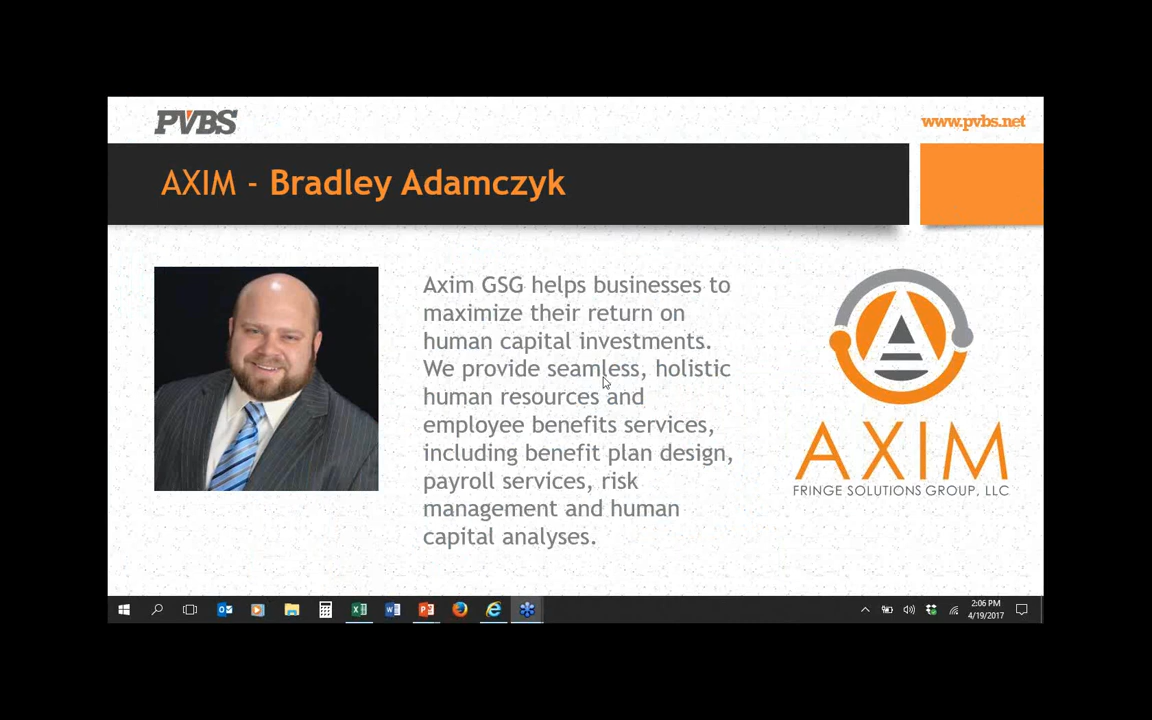 PVBS
www.pvbs.net
AXIM - Bradley Adamczyk
Axim GSG helps businesses to
maximize their return on
human capital investments.
We provide seamless, holistic
human resources and
employee benefits services,
including benefit plan design,
payroll services, risk
management and human
capital analyses.
AXIM
FRINGE SOLUTIONS GROUP, LLC
2:06 PM
4/19/2017